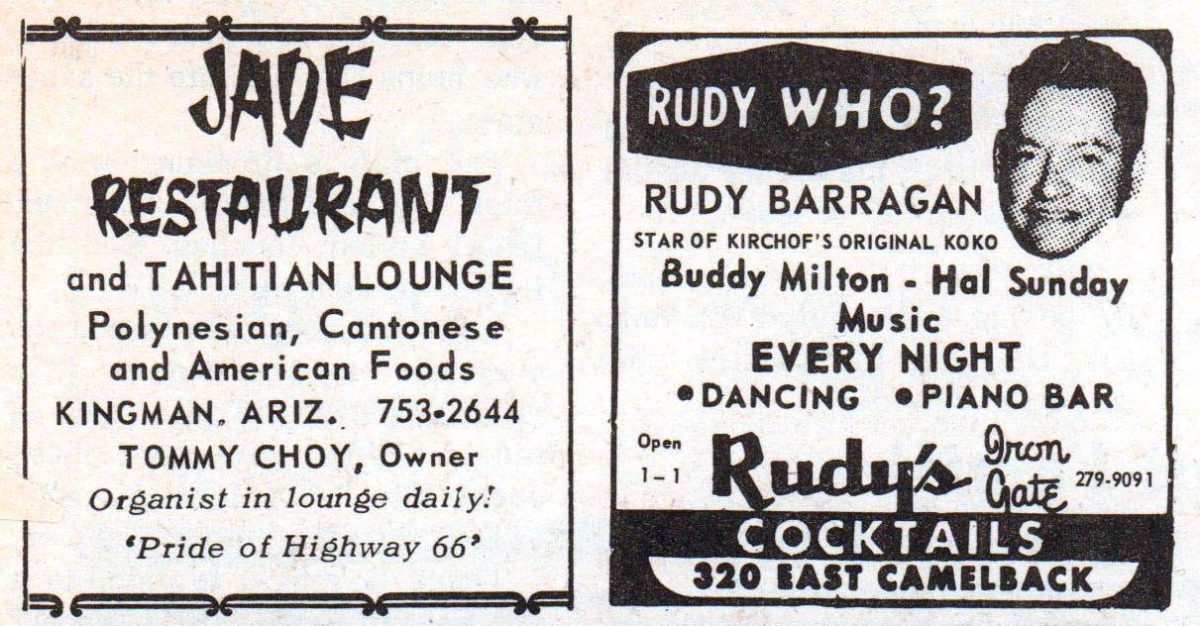 JADE
RESTAURANT
and TAHITIAN LOUNGE
Polynesian, Cantonese
and American Foods
KINGMAN, ARIZ. 753•2644
TOMMY CHOY, Owner
Organist in lounge daily!
‘Pride of Highway 66’
RUDY WHO?
RUDY BARRAGAN
STAR OF KIRCHOF'S ORIGINAL KOKO
Buddy Milton - Hal Sunday
Music
EVERY NIGHT
• DANCING • PIANO BAR
Open
1-1
Rudy's
Iron
Gate
279-9091
COCKTAILS
320 EAST CAMELBACK